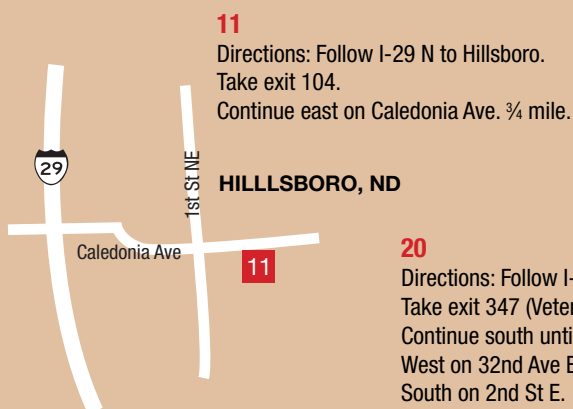 11
Directions: Follow I-29 N to Hillsboro.
Take exit 104.
Continue east on Caledonia Ave. ¾ mile.
29
1st St NE
HILLLSBORO, ND
Caledonia Ave
11
20
Directions: Follow I-
Take exit 347 (Veter
Continue south unti
West on 32nd Ave E
South on 2nd St E.